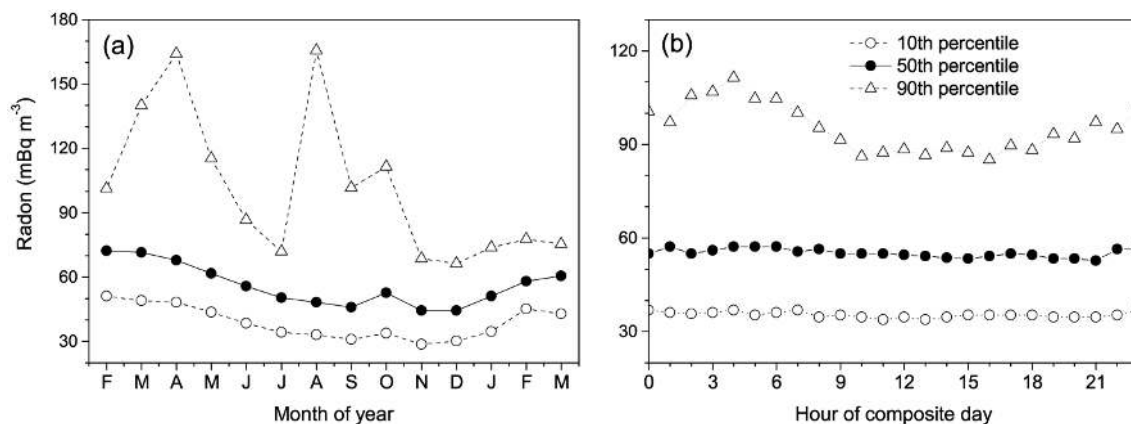 180
150
120
90
60
30
Radon (mBq m⁻³)
(a)
F M A M J J A S O N D J F M
Month of year
120
90
60
30
(b)
10th percentile
50th percentile
90th percentile
0 3 6 9 12 15 18 21
Hour of composite day